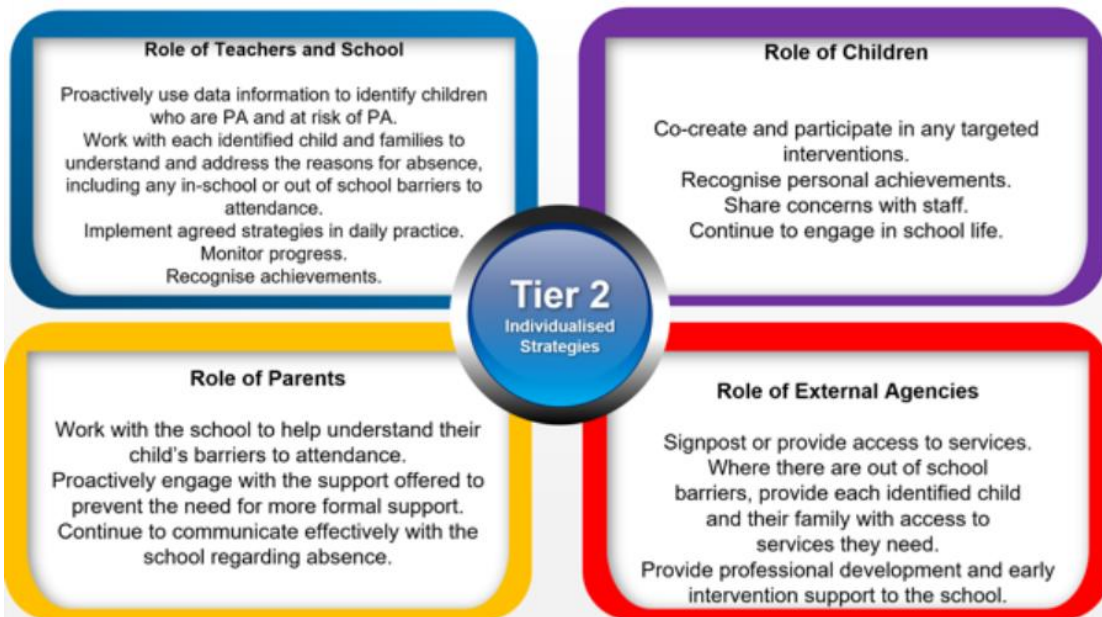 Role of Teachers and School
Proactively use data information to identify children
who are PA and at risk of PA.
Work with each identified child and families to
understand and address the reasons for absence,
including any in-school or out of school barriers to
attendance.
Implement agreed strategies in daily practice.
Monitor progress.
Recognise achievements.
Role of Children
Co-create and participate in any targeted
interventions.
Recognise personal achievements.
Share concerns with staff.
Continue to engage in school life.
Tier 2
Individualised
Strategies
Role of Parents
Work with the school to help understand their
child's barriers to attendance.
Proactively engage with the support offered to
prevent the need for more formal support.
Continue to communicate effectively with the
school regarding absence.
Role of External Agencies
Signpost or provide access to services.
Where there are out of school
barriers, provide each identified child
and their family with access to
services they need.
Provide professional development and early
intervention support to the school.